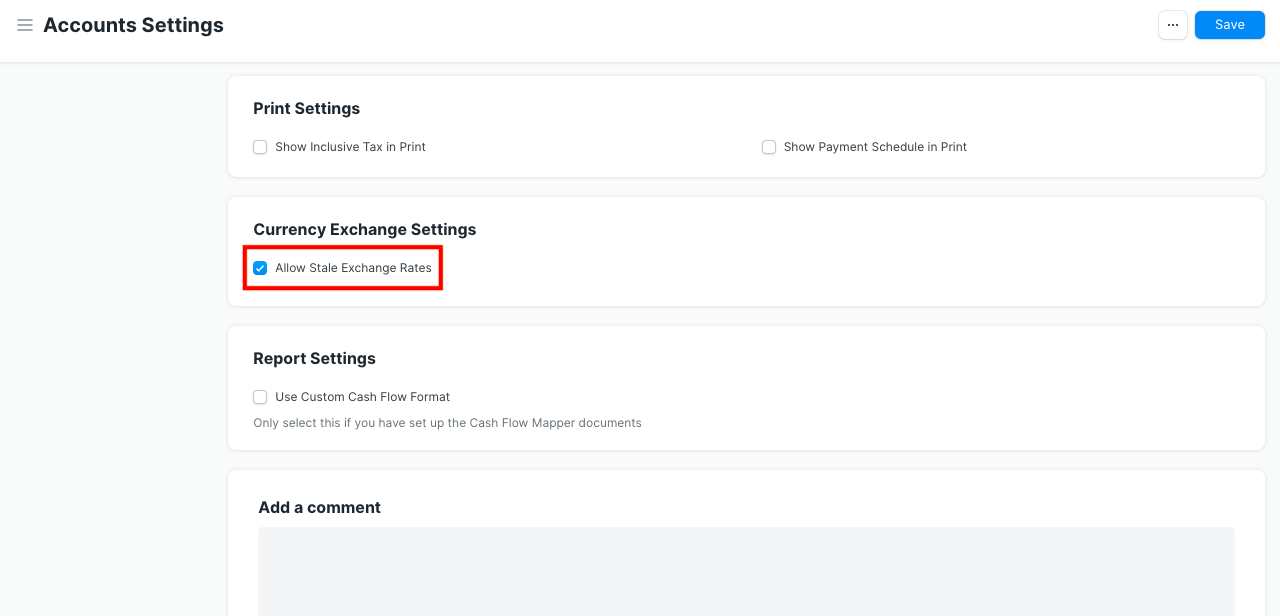 Accounts Settings
...
Save
Print Settings
Show Inclusive Tax in Print
Show Payment Schedule in Print
Currency Exchange Settings
Allow Stale Exchange Rates
Report Settings
Use Custom Cash Flow Format
Only select this if you have set up the Cash Flow Mapper documents
Add a comment